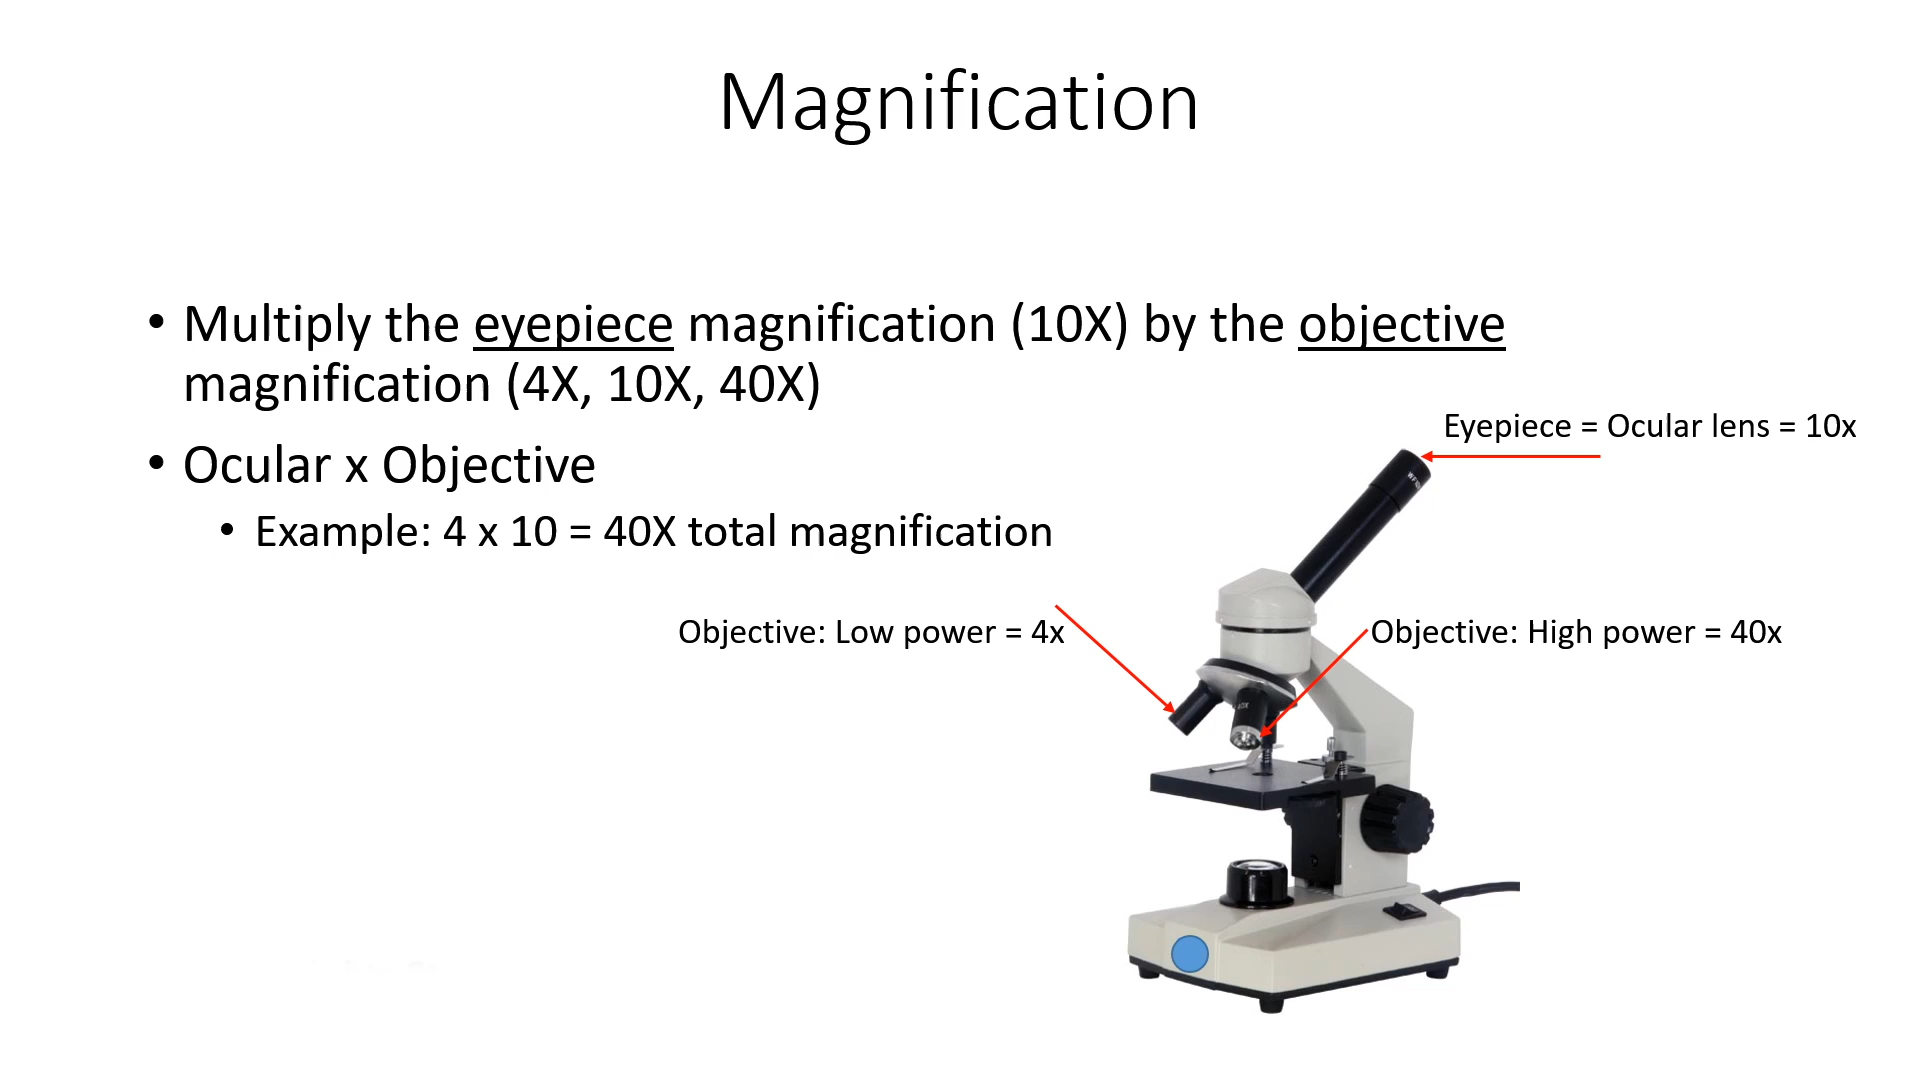 Magnification
• Multiply the eyepiece magnification (10X) by the objective
magnification (4X, 10X, 40X)
• Ocular x Objective
• Example: 4 x 10 = 40X total magnification
Eyepiece = Ocular lens = 10x
Objective: Low power = 4x
Objective: High power = 40x